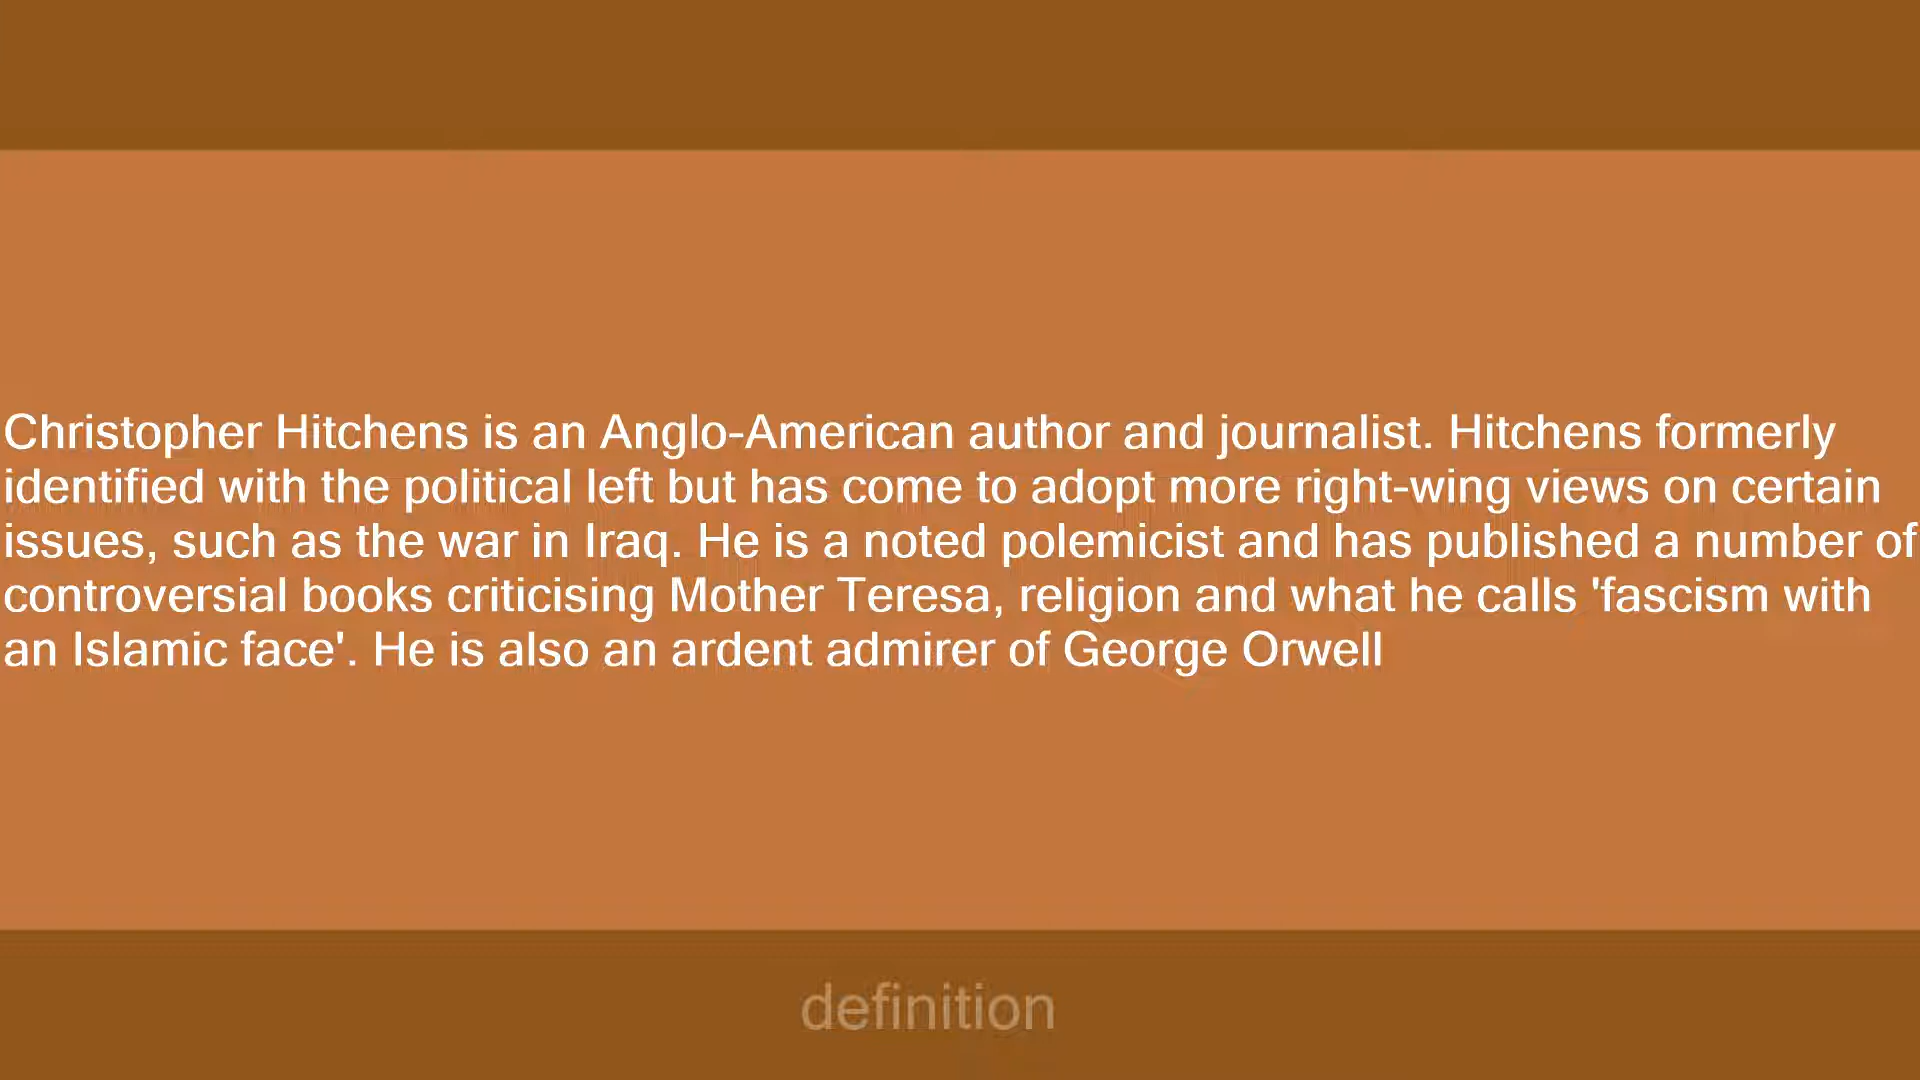 Christopher Hitchens is an Anglo-American author and journalist. Hitchens formerly
identified with the political left but has come to adopt more right-wing views on certain
issues, such as the war in Iraq. He is a noted polemicist and has published a number of
controversial books criticising Mother Teresa, religion and what he calls 'fascism with
an Islamic face'. He is also an ardent admirer of George Orwell
definition